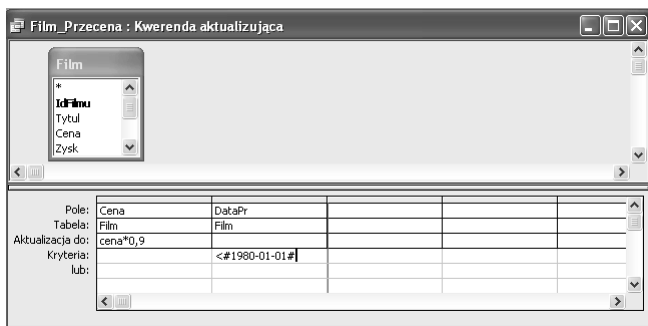 Film_Przecena : Kwerenda aktualizująca
Film
*
IdFilmu
Tytul
Cena
Zysk
Pole: Cena DataPr
Tabela: Film Film
Aktualizacja do: cena*0,9
Kryteria: <#1980-01-01#
lub: